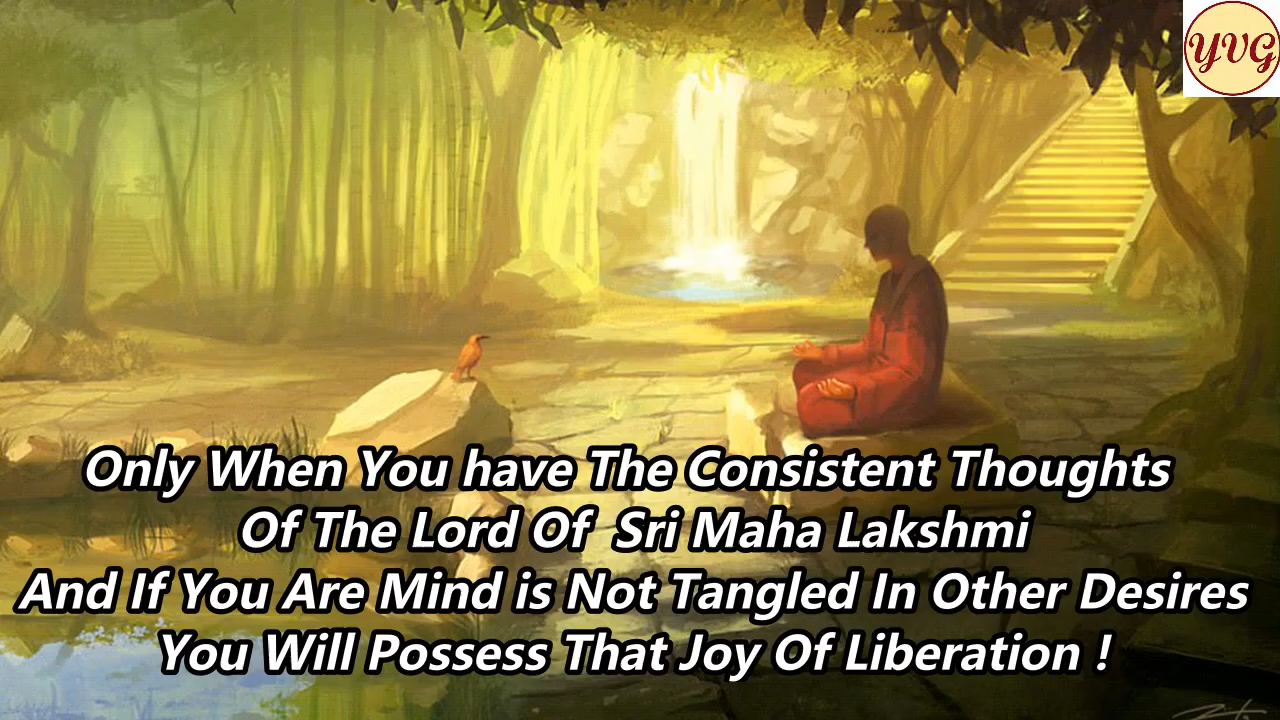 YVG
Only When You have The Consistent Thoughts
Of The Lord Of Sri Maha Lakshmi
And If You Are Mind is Not Tangled In Other Desires
You Will Possess That Joy Of Liberation !